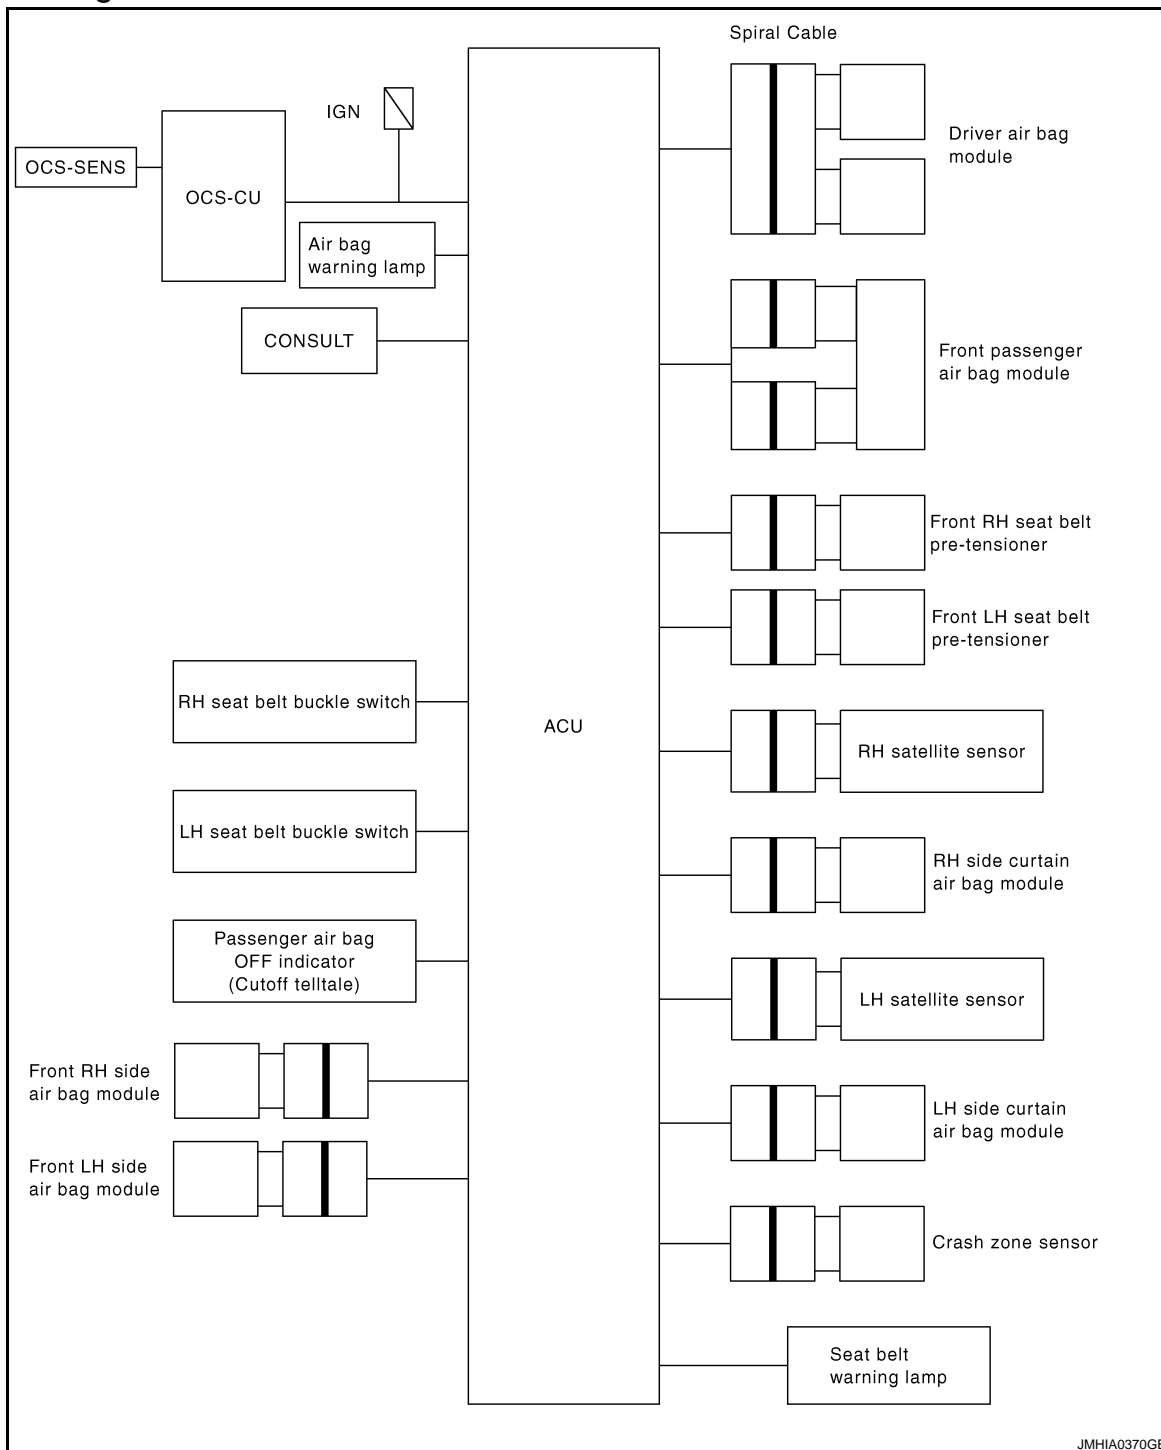 Spiral Cable
IGN
OCS-SENS
OCS-CU
Air bag
warning lamp
CONSULT
RH seat belt buckle switch
LH seat belt buckle switch
Passenger air bag
OFF indicator
(Cutoff telltale)
Front RH side
air bag module
Front LH side
air bag module
ACU
Driver air bag
module
Front passenger
air bag module
Front RH seat belt
pre-tensioner
Front LH seat belt
pre-tensioner
RH satellite sensor
RH side curtain
air bag module
LH satellite sensor
LH side curtain
air bag module
Crash zone sensor
Seat belt
warning lamp